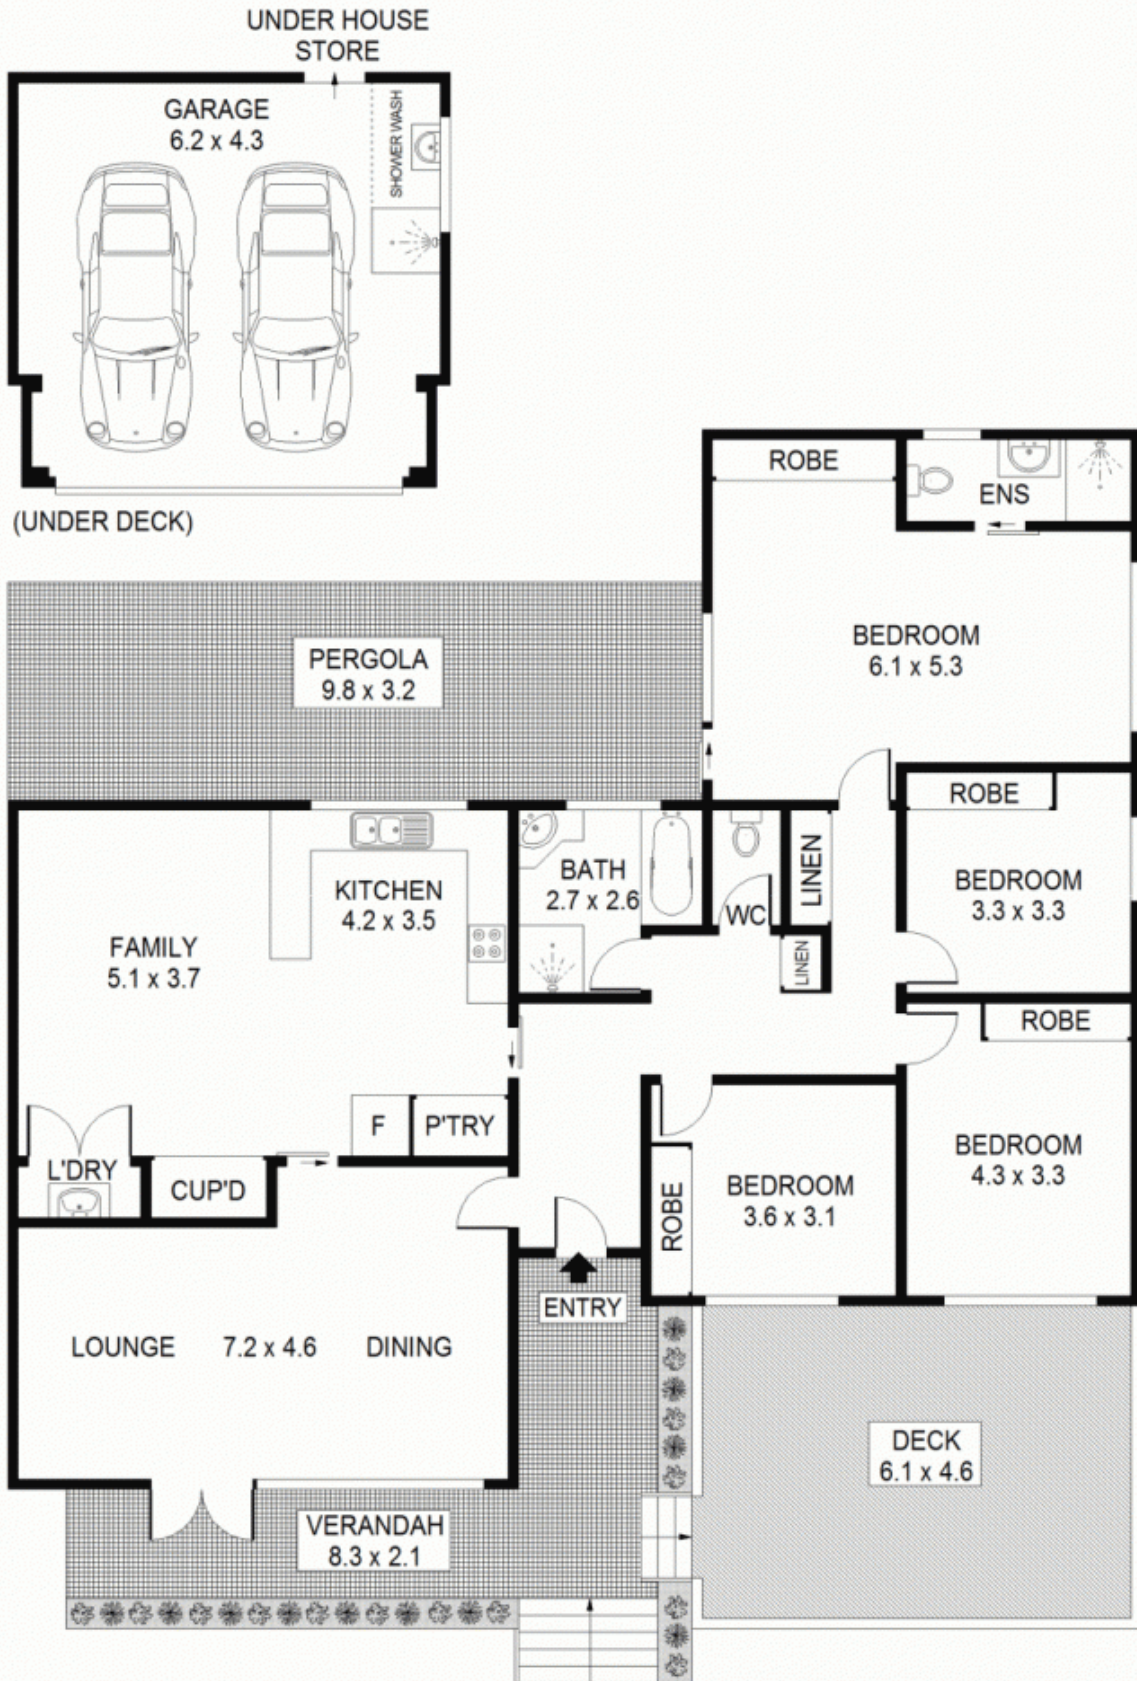 UNDER HOUSE
STORE
GARAGE
6.2 x 4.3
SHOWER WASH
(UNDER DECK)
ROBE
ENS
BEDROOM
6.1 x 5.3
PERGOLA
9.8 x 3.2
ROBE
BEDROOM
3.3 x 3.3
KITCHEN
4.2 x 3.5
BATH
2.7 x 2.6
WC
LINEN
LINEN
FAMILY
5.1 x 3.7
ROBE
BEDROOM
4.3 x 3.3
F
P'TRY
L'DRY
CUP'D
ROBE
BEDROOM
3.6 x 3.1
ENTRY
LOUNGE 7.2 x 4.6 DINING
DECK
6.1 x 4.6
VERANDAH
8.3 x 2.1